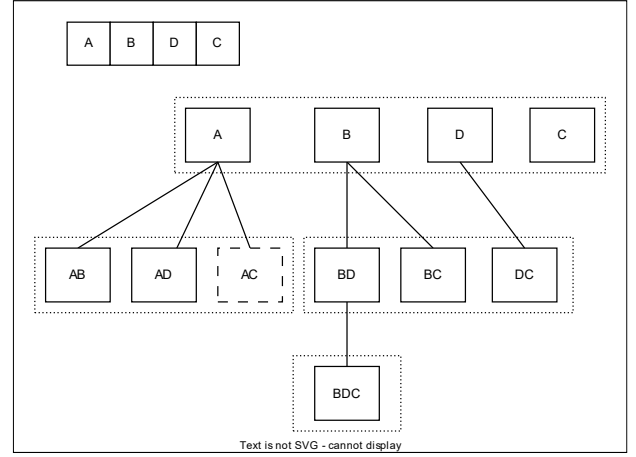 A B D C
A B D C
AB AD AC BD BC DC
BDC
Text is not SVG - cannot display